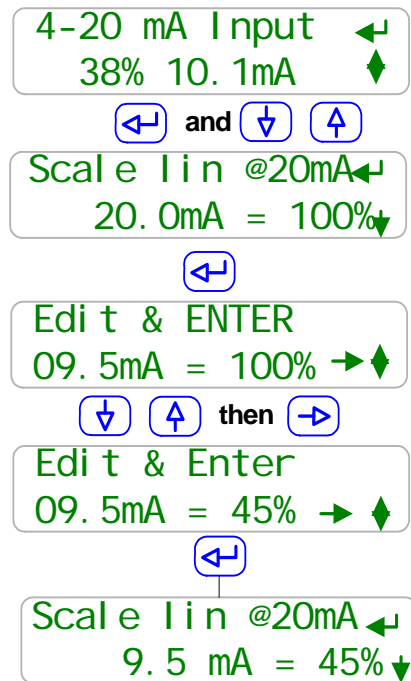 4-20 mA Input
38% 10.1mA
and
Scale lin @20mA
20.0mA = 100%
Edit & ENTER
09.5mA = 100%
then
Edit & Enter
09.5mA = 45%
Scale lin @20mA
9.5 mA = 45%